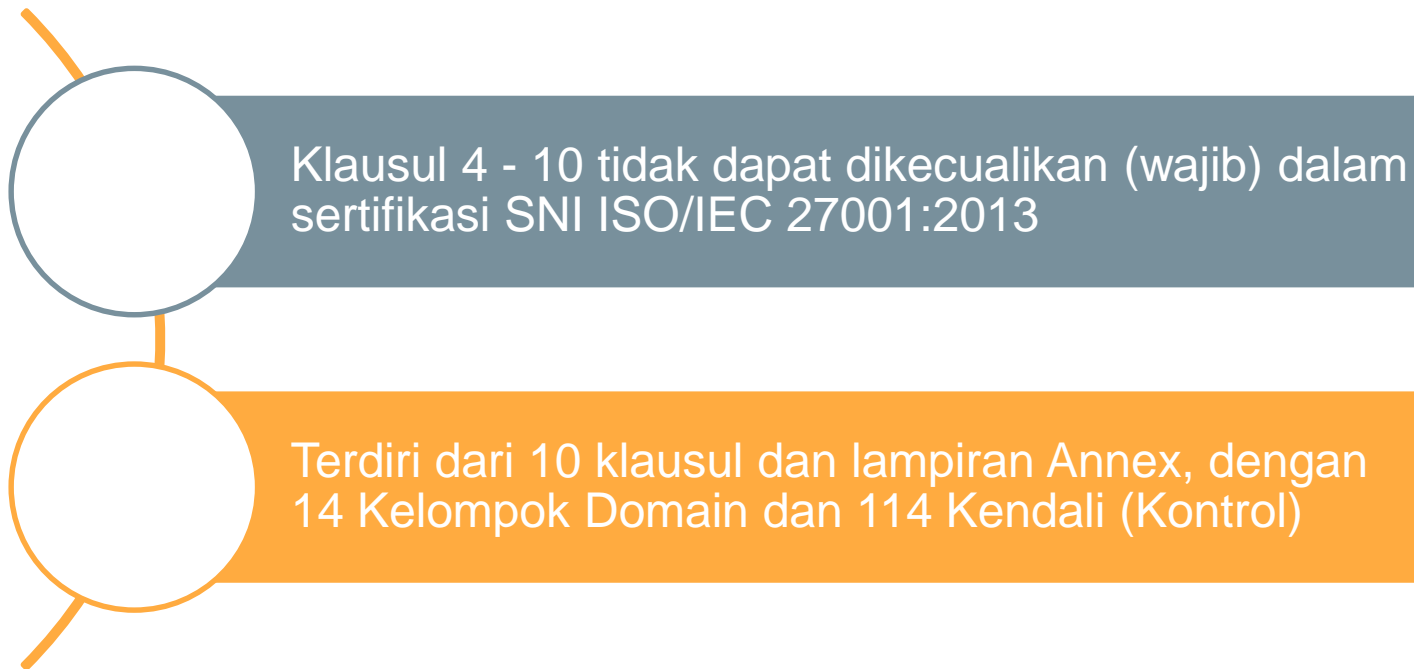 Klausul 4 - 10 tidak dapat dikecualikan (wajib) dalam
sertifikasi SNI ISO/IEC 27001:2013
Terdiri dari 10 klausul dan lampiran Annex, dengan
14 Kelompok Domain dan 114 Kendali (Kontrol)